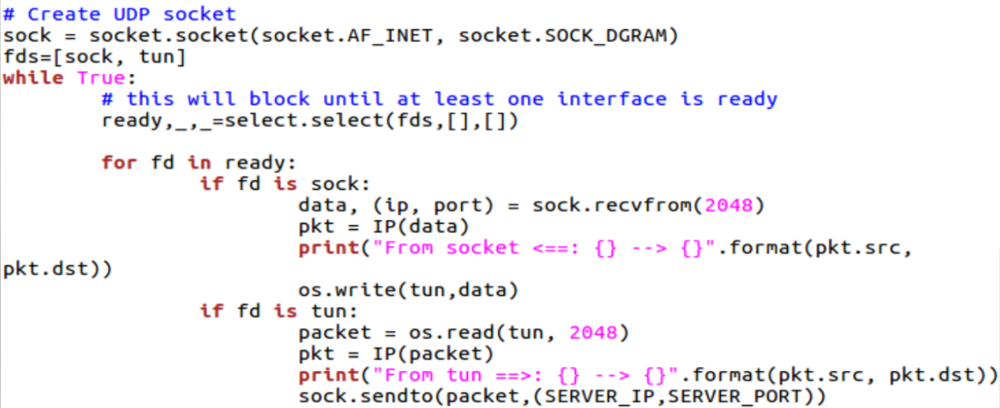 # Create UDP socket
sock = socket.socket(socket.AF_INET, socket.SOCK_DGRAM)
fds=[sock, tun]
while True:
        # this will block until at least one interface is ready
        ready,_,_=select.select(fds,[],[])

        for fd in ready:
                if fd is sock:
                        data, (ip, port) = sock.recvfrom(2048)
                        pkt = IP(data)
                        print("From socket <==: {} --> {}".format(pkt.src,
pkt.dst))
                        os.write(tun,data)
                if fd is tun:
                        packet = os.read(tun, 2048)
                        pkt = IP(packet)
                        print("From tun ==>: {} --> {}".format(pkt.src, pkt.dst))
                        sock.sendto(packet,(SERVER_IP,SERVER_PORT))